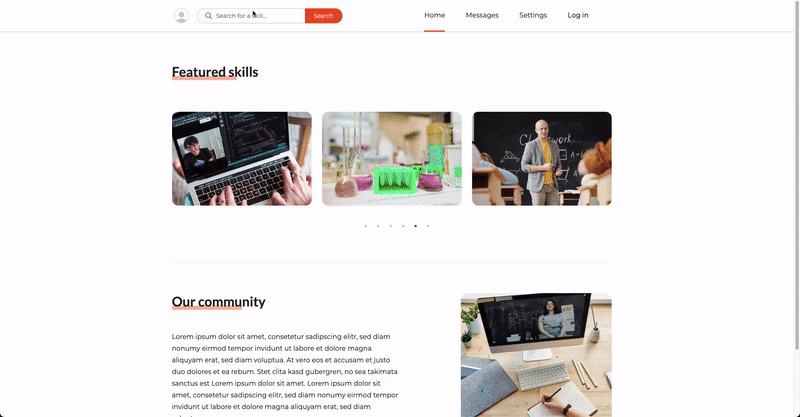 Search for a skill...
Search
Home
Messages
Settings
Log in
Featured skills
Our community
Lorem ipsum dolor sit amet, consetetur sadipscing elitr, sed diam
nonumy eirmod tempor invidunt ut labore et dolore magna
aliquyam erat, sed diam voluptua. At vero eos et accusam et justo
duo dolores et ea rebum. Stet clita kasd gubergren, no sea takimata
sanctus est Lorem ipsum dolor sit amet. Lorem ipsum dolor sit
amet, consetetur sadipscing elitr, sed diam nonumy eirmod tempor
invidunt ut labore et dolore magna aliquyam erat, sed diam